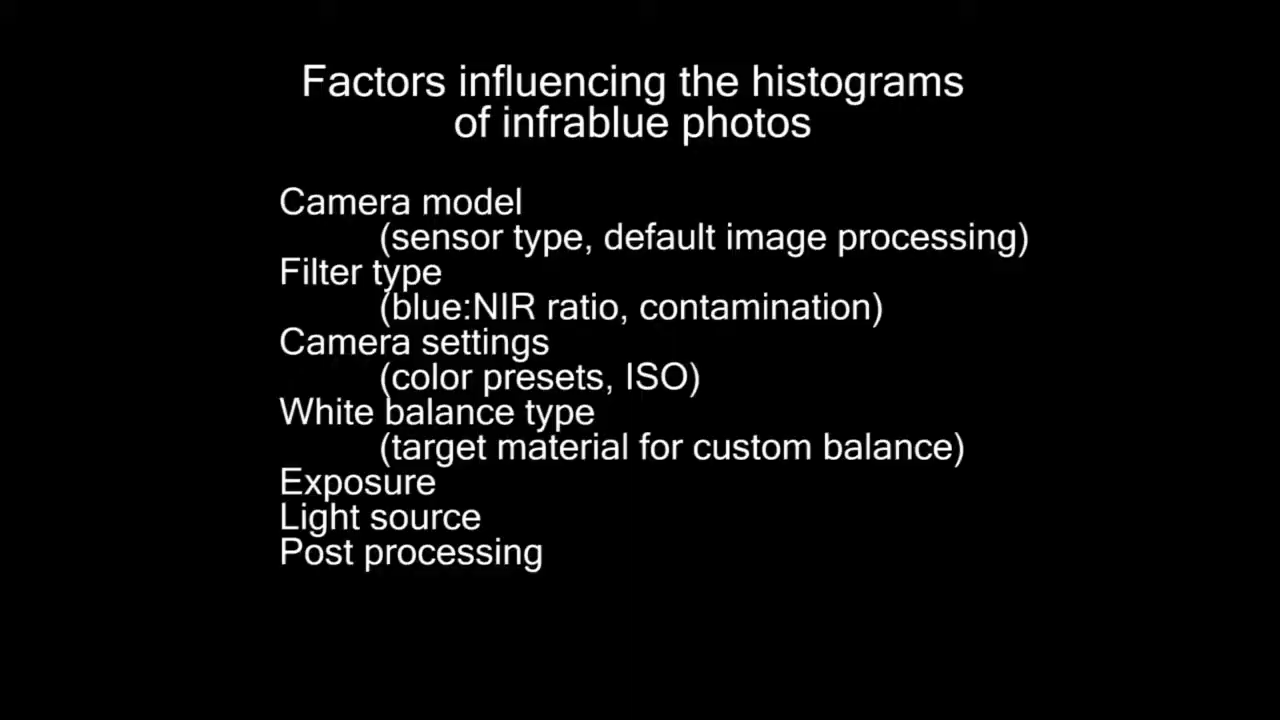 Factors influencing the histograms
of infrablue photos
Camera model
(sensor type, default image processing)
Filter type
(blue:NIR ratio, contamination)
Camera settings
(color presets, ISO)
White balance type
(target material for custom balance)
Exposure
Light source
Post processing